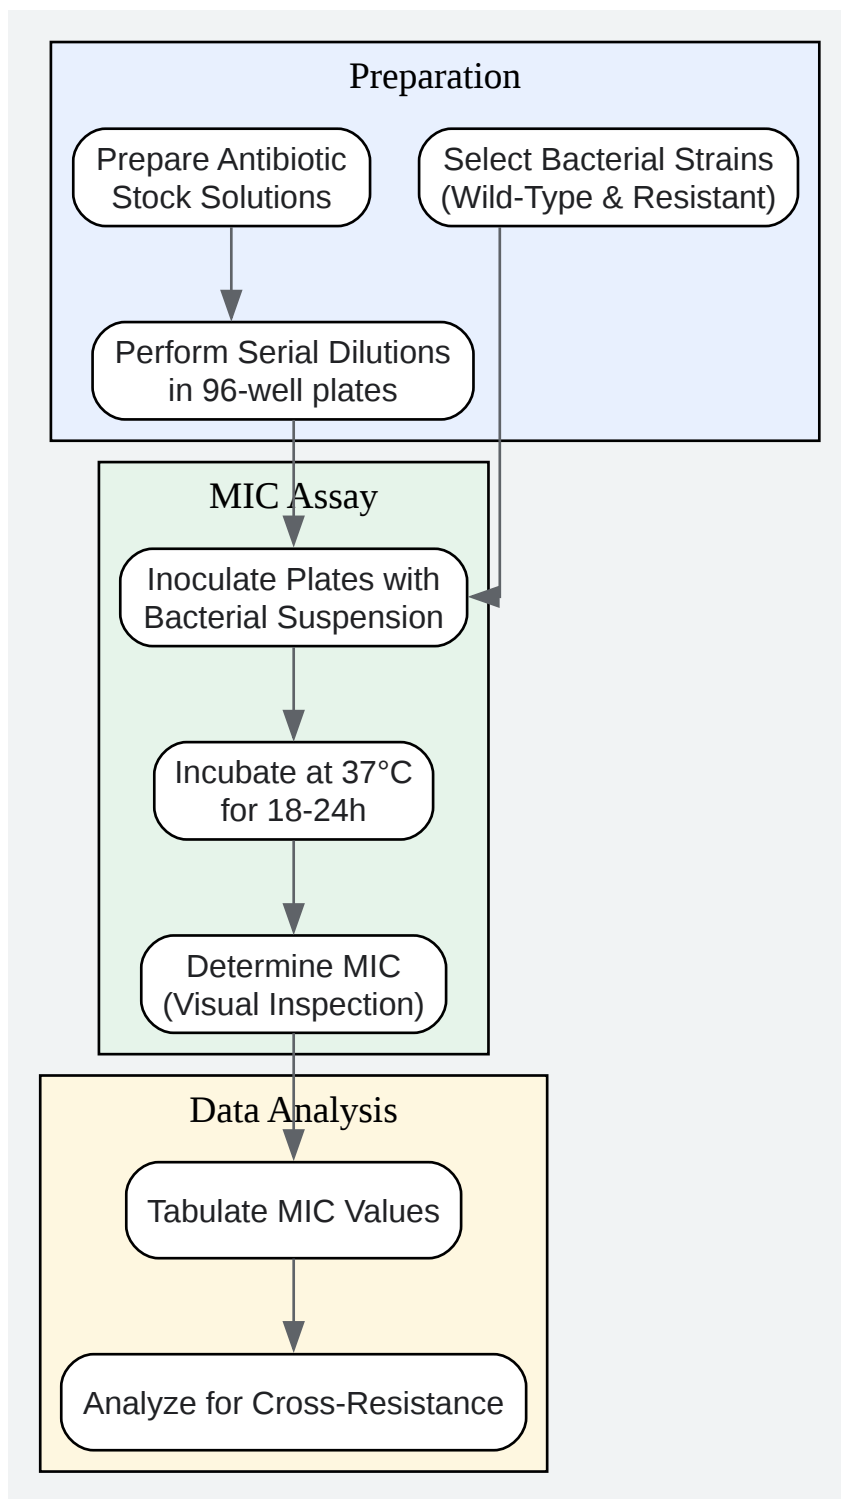 Preparation
Prepare Antibiotic
Stock Solutions
Select Bacterial Strains
(Wild-Type & Resistant)
Perform Serial Dilutions
in 96-well plates
MIC Assay
Inoculate Plates with
Bacterial Suspension
Incubate at 37°C
for 18-24h
Determine MIC
(Visual Inspection)
Data Analysis
Tabulate MIC Values
Analyze for Cross-Resistance